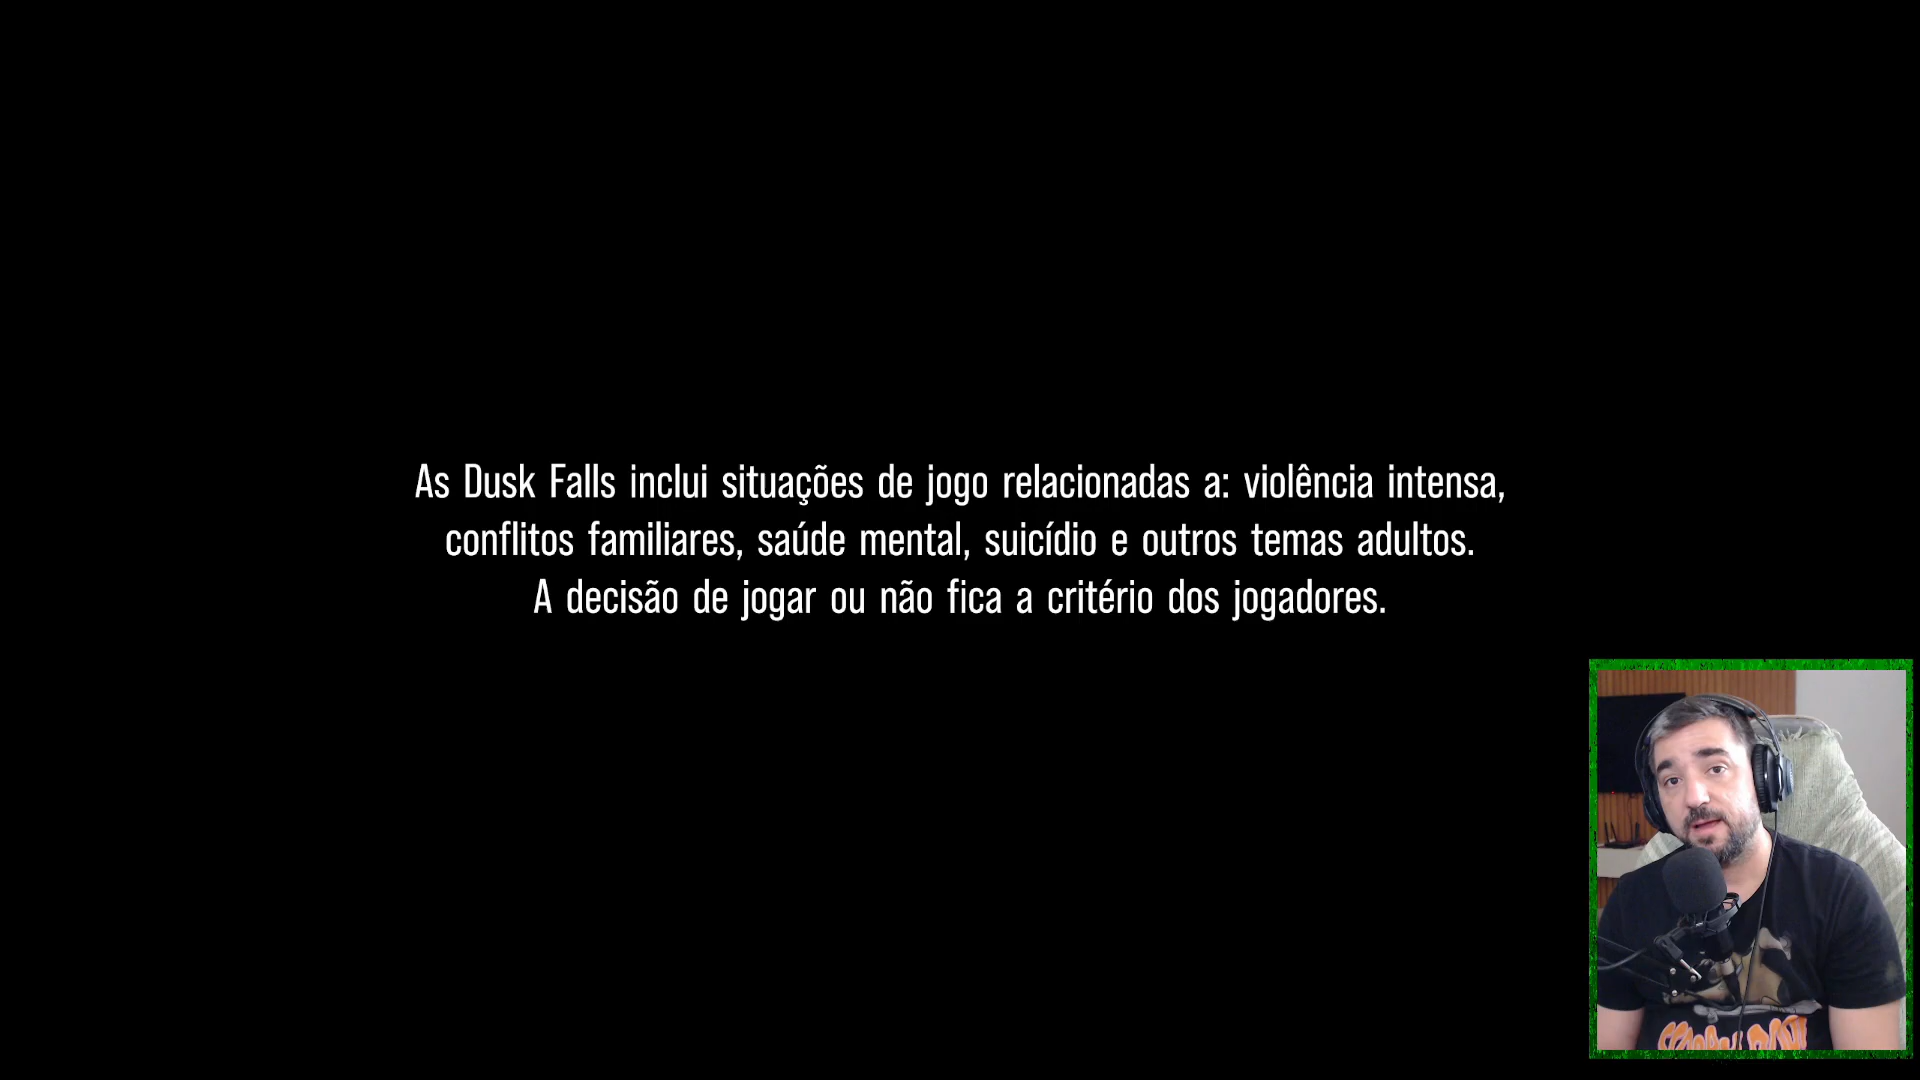 As Dusk Falls inclui situações de jogo relacionadas a: violência intensa,
conflitos familiares, saúde mental, suicídio e outros temas adultos.
A decisão de jogar ou não fica a critério dos jogadores.